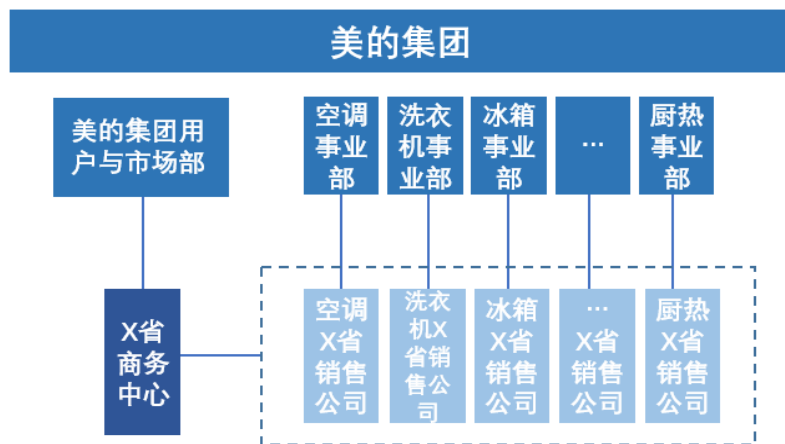 美的集团
美的集团用
户与市场部
空调
事业
部
洗衣
机事
业部
冰箱
事业
部
...
厨热
事业
部
X省
商务
中心
空调
X省
销售
公司
洗衣
机X
省销
售公
司
冰箱
X省
销售
公司
...
X省
销售
公司
厨热
X省
销售
公司